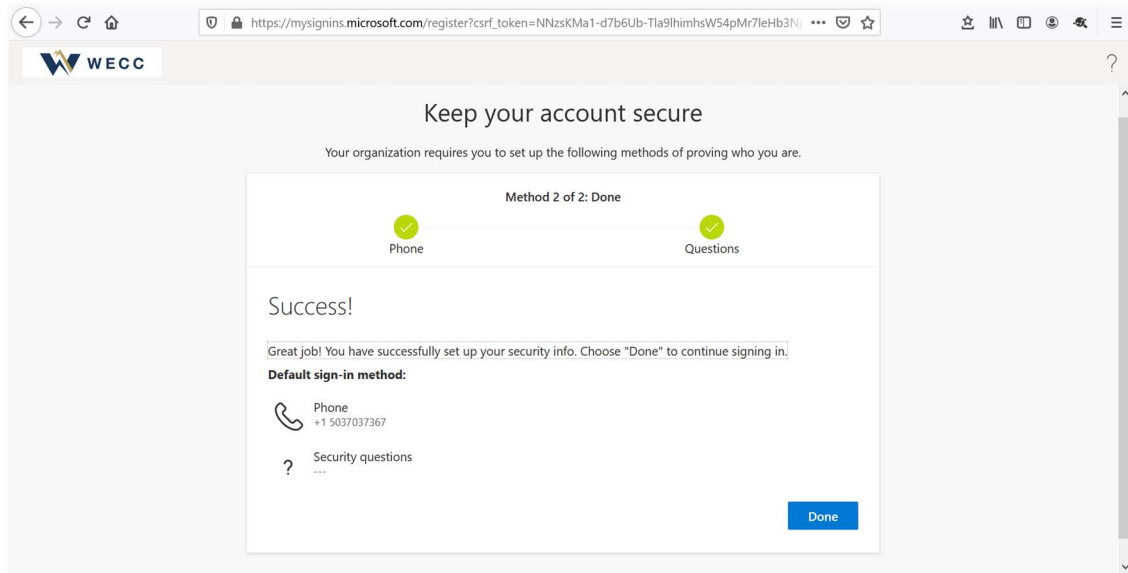 https://mysignins.microsoft.com/register?csrf_token=NNzsKMa1-d7b6Ub-Tla9lhimhsW54pMr7leHb3N
WECC
?
Keep your account secure
Your organization requires you to set up the following methods of proving who you are.
Method 2 of 2: Done
Phone
Questions
Success!
Great job! You have successfully set up your security info. Choose "Done" to continue signing in.
Default sign-in method:
Phone
+1 5037037367
?
Security questions
---
Done